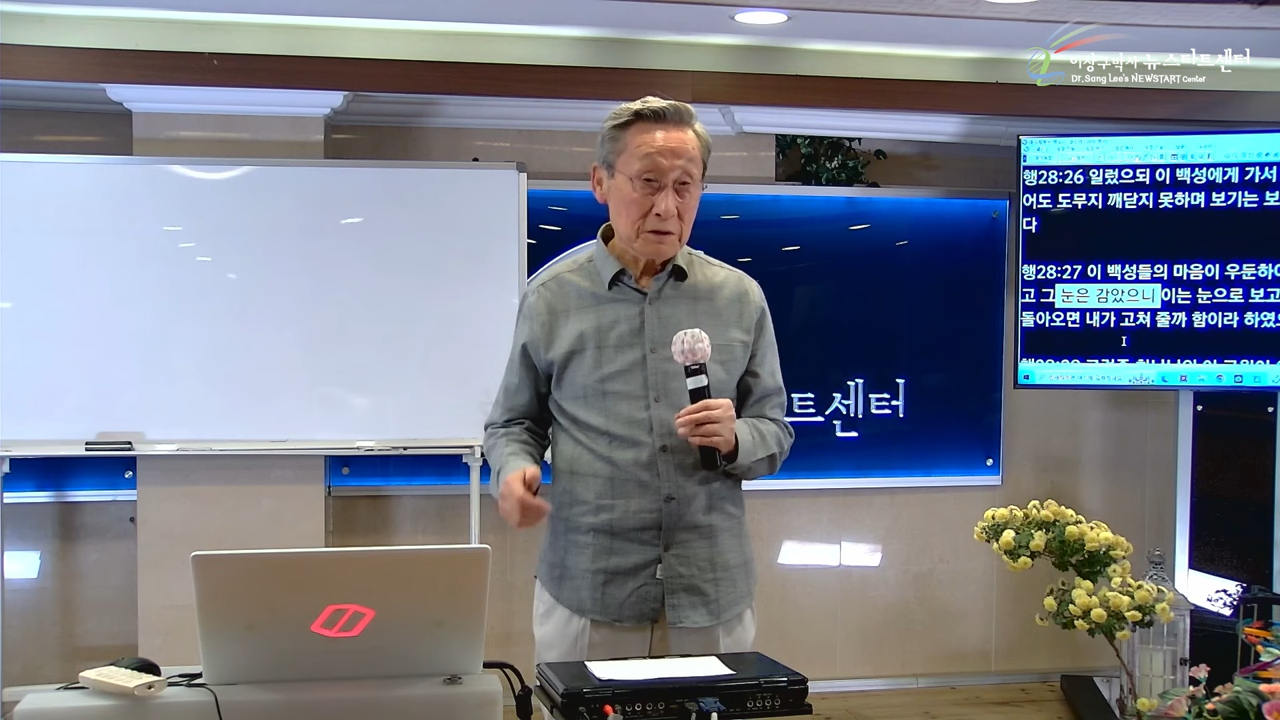 이상구박사 뉴스타트센터
Dr. Sang Lee's NEWSTART Center
행28:26 일렀으되 이 백성에게 가서
어도 도무지 깨닫지 못하며 보기는 보
다
행28:27 이 백성들의 마음이 우둔하여
고 그 눈은 감았으니 이는 눈으로 보고
돌아오면 내가 고쳐 줄까 함이라 하였
트센터